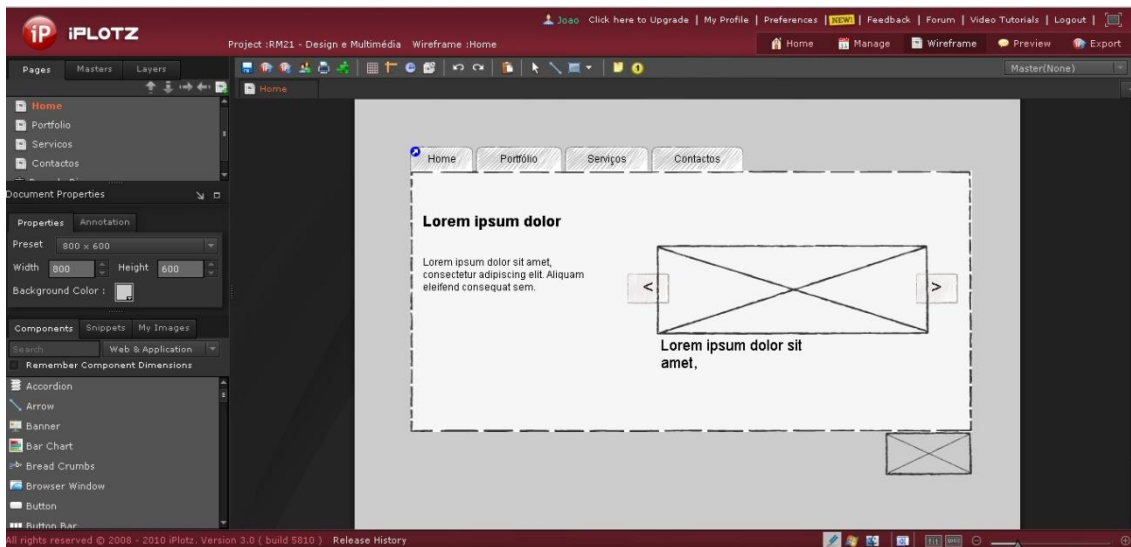 iP iPLOTZ
Joao Click here to Upgrade | My Profile | Preferences | NEW! | Feedback | Forum | Video Tutorials | Logout |
Project :RM21 - Design e Multimédia Wireframe :Home
Home Manage Wireframe Preview Export
Pages Masters Layers
Master(None)
Home
Home
Portfolio
Servicos
Contactos
Home Portfólio Serviços Contactos
Document Properties
Properties Annotation
Preset 800 x 600
Width 800 Height 600
Background Color :
Lorem ipsum dolor
Lorem ipsum dolor sit amet,
consectetur adipiscing elit. Aliquam
eleifend consequat sem.
< >
Lorem ipsum dolor sit
amet,
Components Snippets My Images
Search Web & Application
Remember Component Dimensions
Accordion
Arrow
Banner
Bar Chart
Bread Crumbs
Browser Window
Button
Button Bar
All rights reserved © 2008 - 2010 iPlotz. Version 3.0 ( build 5810 ) Release History